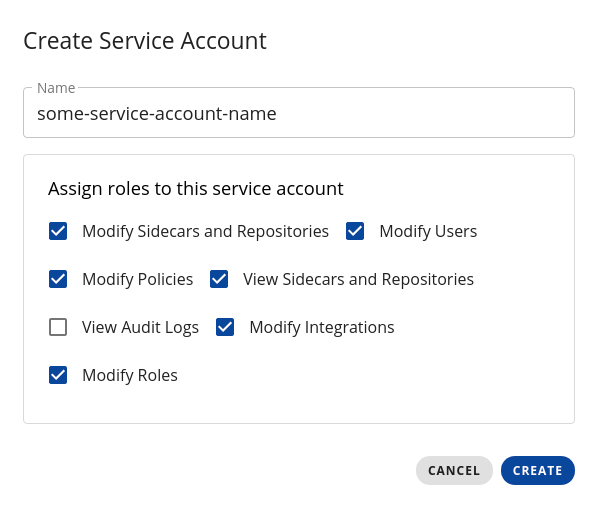 Create Service Account
Name
some-service-account-name
Assign roles to this service account
Modify Sidecars and Repositories Modify Users
Modify Policies View Sidecars and Repositories
View Audit Logs Modify Integrations
Modify Roles
CANCEL CREATE